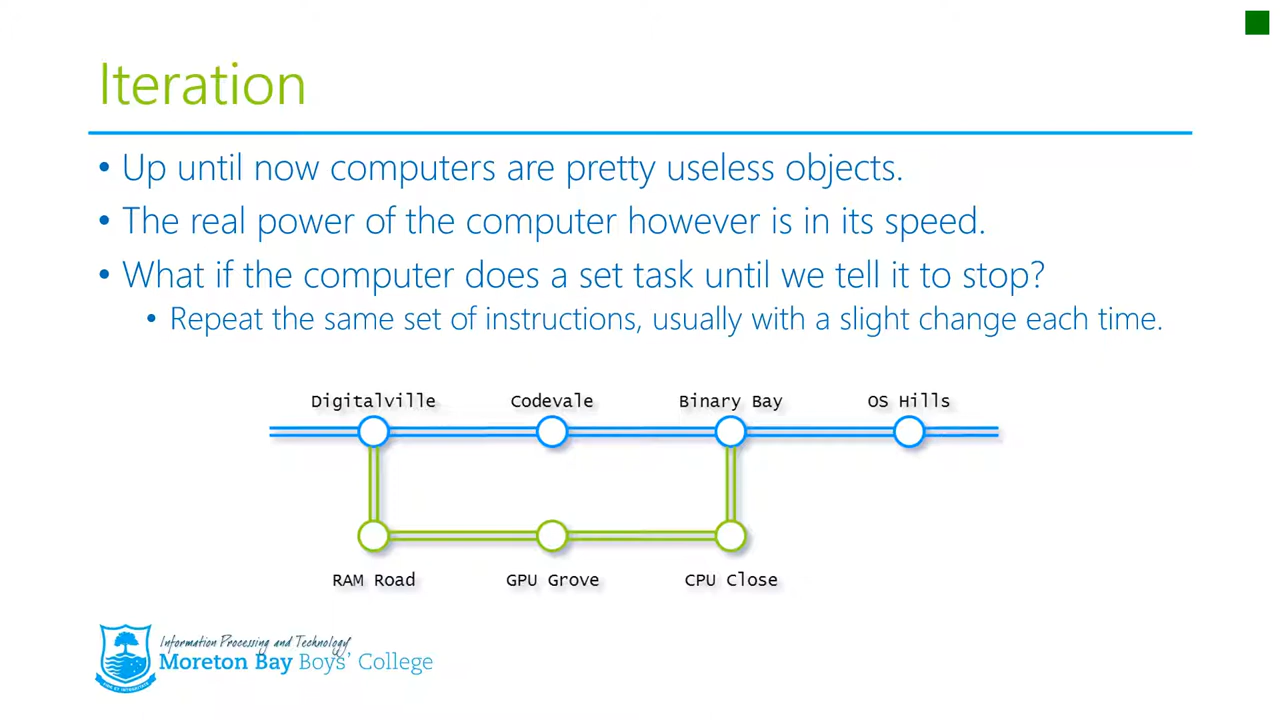 Iteration
• Up until now computers are pretty useless objects.
• The real power of the computer however is in its speed.
• What if the computer does a set task until we tell it to stop?
• Repeat the same set of instructions, usually with a slight change each time.
Digitalville Codevale Binary Bay OS Hills
RAM Road GPU Grove CPU Close
Information Processing and Technology
Moreton Bay Boys' College